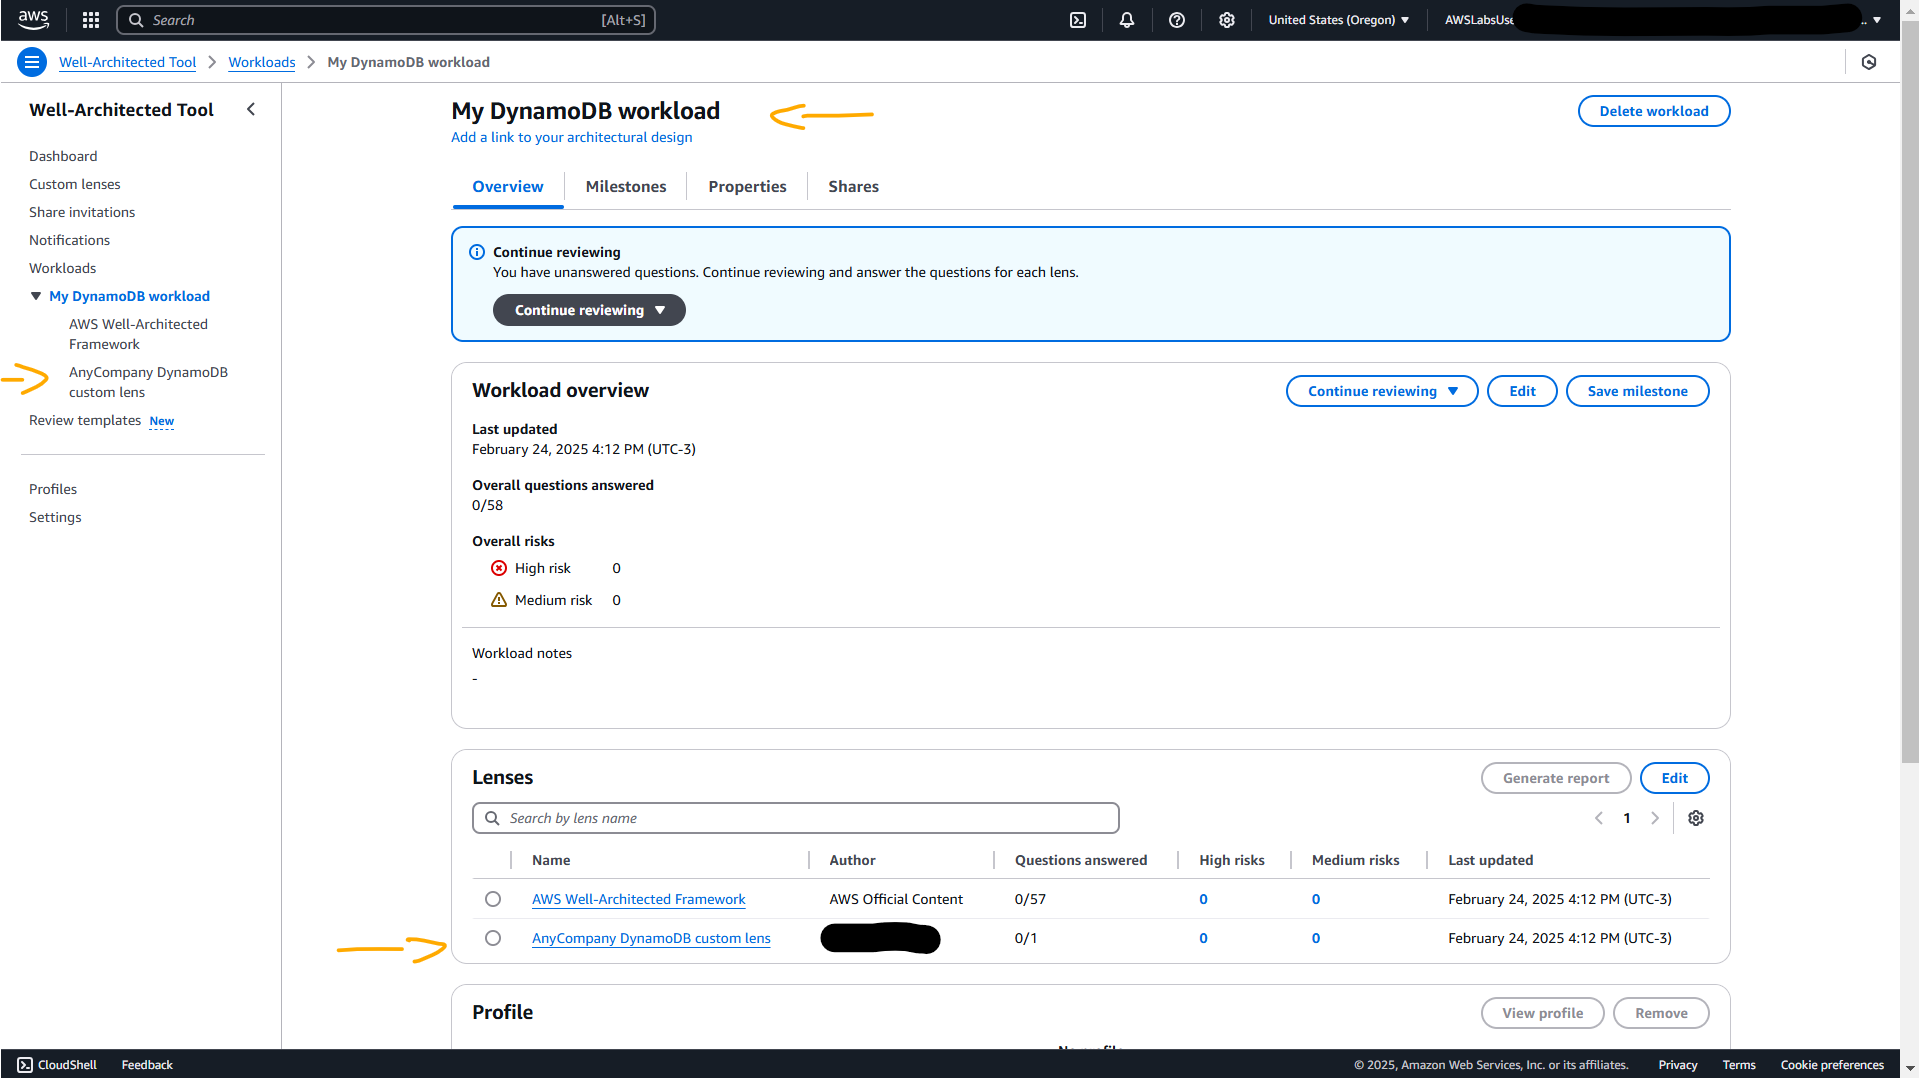 aws
Search [Alt+S]
United States (Oregon)
AWSLabsUse
Well-Architected Tool
Workloads
My DynamoDB workload
Well-Architected Tool
Dashboard
Custom lenses
Share invitations
Notifications
Workloads
My DynamoDB workload
AWS Well-Architected
Framework
AnyCompany DynamoDB
custom lens
Review templates New
Profiles
Settings
My DynamoDB workload
Delete workload
Add a link to your architectural design
Overview Milestones Properties Shares
Continue reviewing
You have unanswered questions. Continue reviewing and answer the questions for each lens.
Continue reviewing
Workload overview
Continue reviewing Edit Save milestone
Last updated
February 24, 2025 4:12 PM (UTC-3)
Overall questions answered
0/58
Overall risks
High risk 0
Medium risk 0
Workload notes
-
Lenses
Generate report Edit
Search by lens name
1
Name Author Questions answered High risks Medium risks Last updated
AWS Well-Architected Framework AWS Official Content 0/57 0 0 February 24, 2025 4:12 PM (UTC-3)
AnyCompany DynamoDB custom lens 0/1 0 0 February 24, 2025 4:12 PM (UTC-3)
Profile
View profile Remove
CloudShell Feedback
© 2025, Amazon Web Services, Inc. or its affiliates. Privacy Terms Cookie preferences